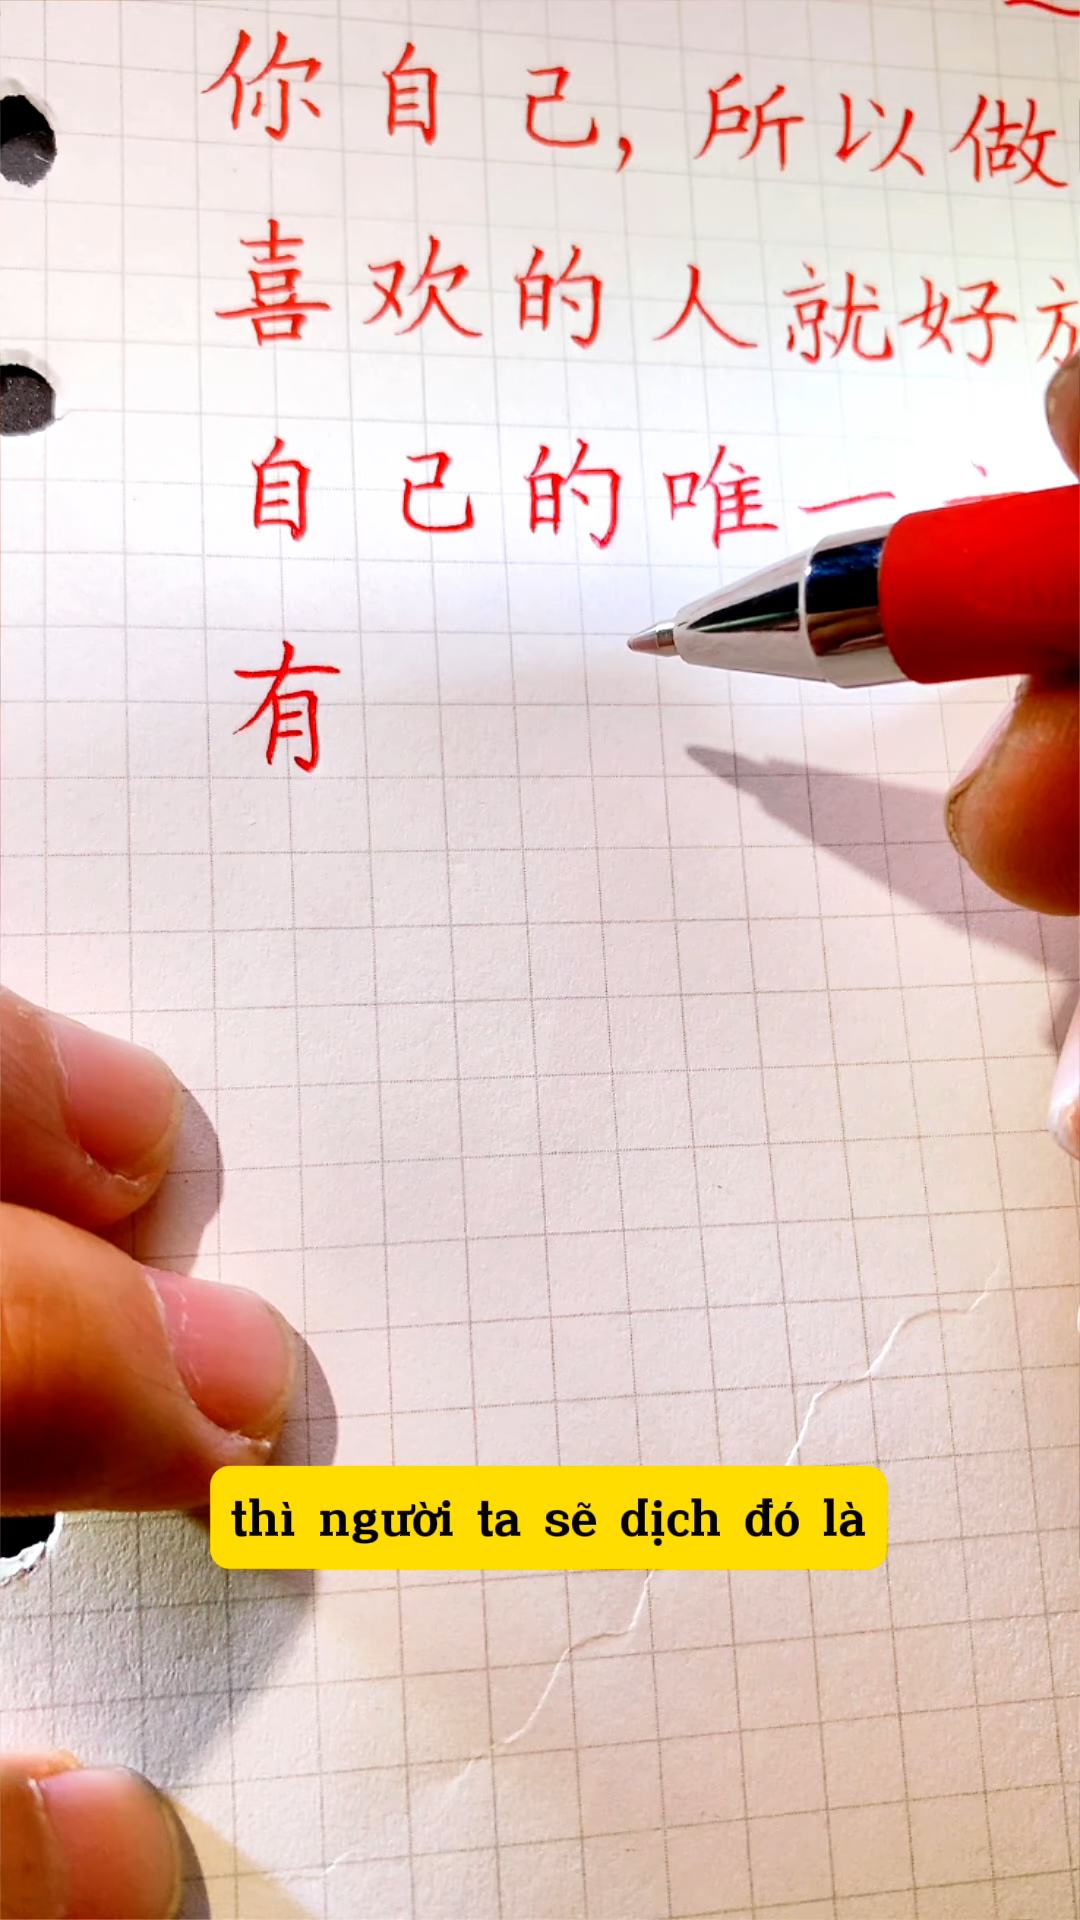 你自己,所以做
喜欢的人就好
自己的唯一
有
thì người ta sẽ dịch đó là